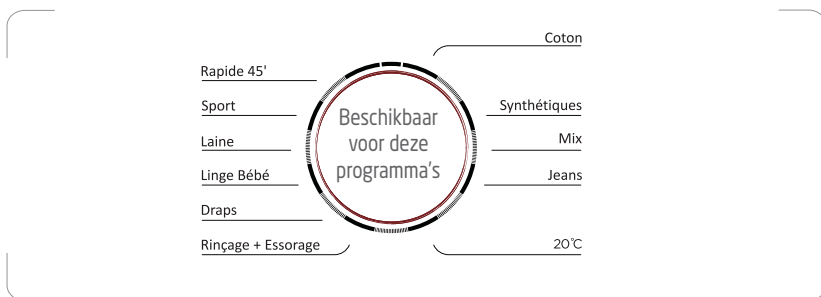 Coton
Rapide 45'
Sport
Synthétiques
Laine
Mix
Linge Bébé
Jeans
Draps
Rinçage + Essorage
20°C
Beschikbaar
voor deze
programma's